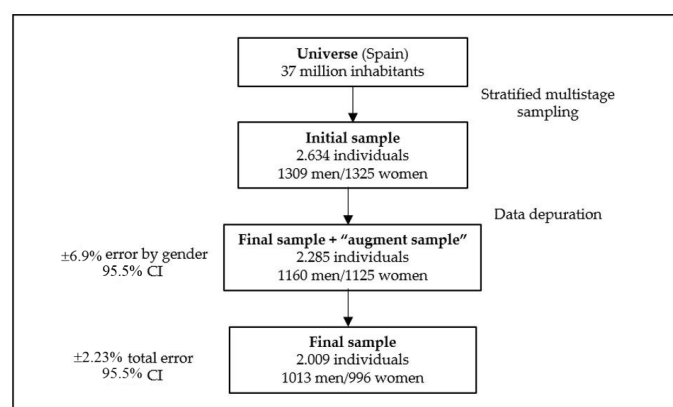 Universe (Spain)
37 million inhabitants
Stratified multistage
sampling
Initial sample
2.634 individuals
1309 men/1325 women
Data depuration
Final sample + “augment sample”
2.285 individuals
1160 men/1125 women
±6.9% error by gender
95.5% CI
Final sample
2.009 individuals
1013 men/996 women
±2.23% total error
95.5% CI